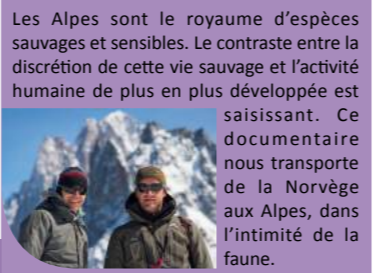 Les Alpes sont le royaume d’espèces
sauvages et sensibles. Le contraste entre la
discrétion de cette vie sauvage et l’activité
humaine de plus en plus développée est
saisissant. Ce
documentaire
nous transporte
de la Norvège
aux Alpes, dans
l’intimité de la
faune.